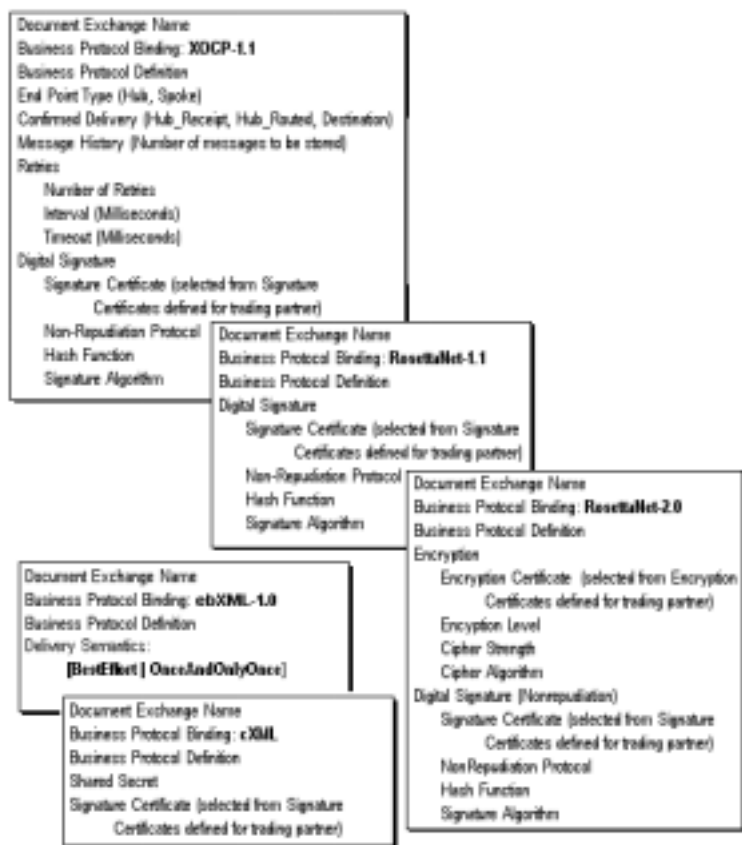 Document Exchange Name
Business Protocol Binding: XOCP-1.1
Business Protocol Definition
End Point Type (Hub, Spoke)
Confirmed Delivery (Hub_Receipt, Hub_Routed, Destination)
Message History (Number of messages to be stored)
Retries
Number of Retries
Interval (Milliseconds)
Timeout (Milliseconds)
Digital Signature
Signature Certificate (selected from Signature
Certificates defined for trading partner)
Non-Repudiation Protocol
Hash Function
Signature Algorithm
Document Exchange Name
Business Protocol Binding: RosettaNet-1.1
Business Protocol Definition
Digital Signature
Signature Certificate (selected from Signature
Certificates defined for trading partner)
Non-Repudiation Protocol
Hash Function
Signature Algorithm
Document Exchange Name
Business Protocol Binding: RosettaNet-2.0
Business Protocol Definition
Encryption
Encryption Certificate (selected from Encryption
Certificates defined for trading partner)
Encryption Level
Cipher Strength
Cipher Algorithm
Digital Signature (Nonrepudiation)
Signature Certificate (selected from Signature
Certificates defined for trading partner)
NonRepudiation Protocol
Hash Function
Signature Algorithm
Document Exchange Name
Business Protocol Binding: ebXML-1.0
Business Protocol Definition
Delivery Semantics:
[BestEffort | OnceAndOnlyOnce]
Document Exchange Name
Business Protocol Binding: cXML
Business Protocol Definition
Shared Secret
Signature Certificate (selected from Signature
Certificates defined for trading partner)